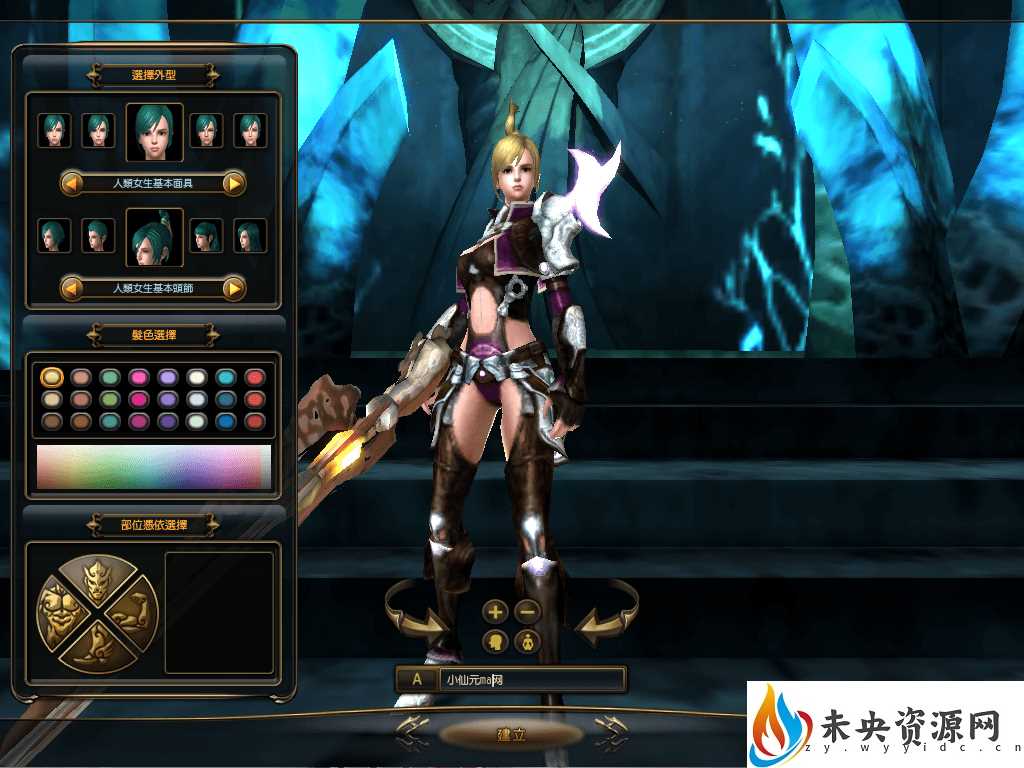 選擇外型
人類女生基本面具
人類女生基本頭飾
髮色選擇
部位憑依選擇
A
小仙元ma网
建立
未央资源网
zy.wyyidc.cn